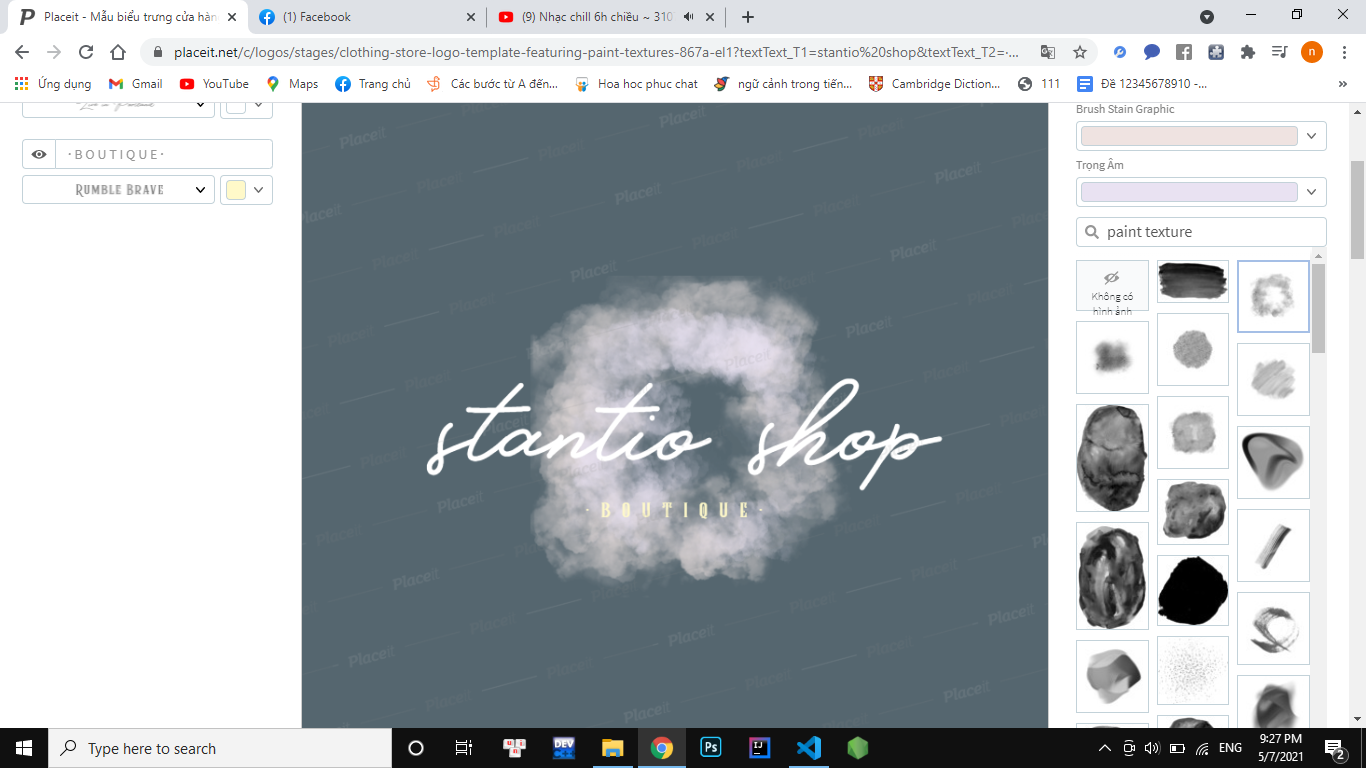 Placeit - Mẫu biểu trưng cửa hàn
(1) Facebook
(9) Nhạc chill 6h chiều ~ 310
placeit.net/c/logos/stages/clothing-store-logo-template-featuring-paint-textures-867a-el1?textText_T1=stantio%20shop&textText_T2=·...
n
Ứng dụng
Gmail
YouTube
Maps
Trang chủ
Các bước từ A đến...
Hoa hoc phuc chat
ngữ cảnh trong tiến...
Cambridge Diction...
111
Đề 12345678910 -...
»
·BOUTIQUE·
Rumble Brave
Placeit
stantio shop
· BOUTIQUE ·
Brush Stain Graphic
Trọng Âm
paint texture
Không có
hình ảnh
Type here to search
DEV
Ps
IJ
ENG
9:27 PM
5/7/2021
2